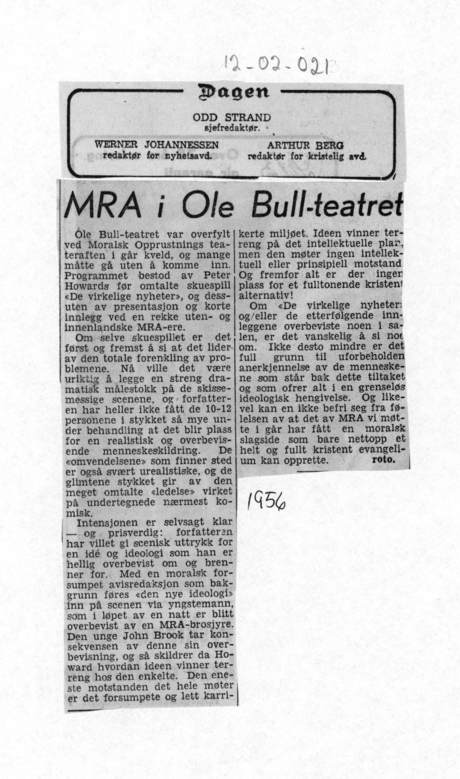 12-02-021
Dagen
ODD STRAND
sjefredaktør.
WERNER JOHANNESSEN
redaktør for nyhetsavd.
ARTHUR BERG
redaktør for kristelig avd.
MRA i Ole Bull-teatret
Ole Bull-teatret var overfylt
ved Moralsk Opprustnings tea-
teraften i går kveld, og mange
måtte gå uten å komme inn.
Programmet bestod av Peter
Howards før omtalte skuespill
«De virkelige nyheter», og dess-
uten av presentasjon og korte
innlegg ved en rekke uten- og
innenlandske MRA-ere.
Om selve skuespillet er det
først og fremst å si at det lider
av den totale forenkling av pro-
blemene. Nå ville det være
uriktig å legge en streng dra-
matisk målestokk på de skisse-
messige scenene, og forfatter-
en har heller ikke fått de 10-12
personene i stykket så mye un-
der behandling at det blir plass
for en realistisk og overbevis-
ende menneskeskildring. De
«omvendelsene» som finner sted
er også svært urealistiske, og de
glimtene stykket gir av den
meget omtalte «ledelse» virket
på undertegnede nærmest ko-
misk.
Intensjonen er selvsagt klar
— og prisverdig: forfatteren
har villet gi scenisk uttrykk for
en idé og ideologi som han er
hellig overbevist om og bren-
ner for. Med en moralsk for-
sumpet avisredaksjon som bak-
grunn føres «den nye ideologi»
inn på scenen via yngstemann,
som i løpet av en natt er blitt
overbevist av en MRA-brosjyre.
Den unge John Brook tar kon-
sekvensen av denne sin over-
bevisning, og så skildrer da Ho-
ward hvordan ideen vinner ter-
reng hos den enkelte. Den ene-
ste motstanden det hele møter
er det forsumpete og lett karri-
kerte miljøet. Ideen vinner ter-
reng på det intellektuelle plan,
men den møter ingen intellek-
tuell eller prinsipiell motstand
Og fremfor alt er der ingen
plass for et fulltonende kristent
alternativ!
Om «De virkelige nyheter»
og/eller de etterfølgende inn-
leggene overbeviste noen i sa-
len, er det vanskelig å si noe
om. Ikke desto mindre er det
full grunn til uforbeholden
anerkjennelse av de menneske-
ne som står bak dette tiltaket
og som ofrer alt i en grenseløs
ideologisk hengivelse. Og like-
vel kan en ikke befri seg fra fø-
lelsen av at det av MRA vi møt-
te i går har fått en moralsk
slagside som bare nettopp et
helt og fullt kristent evangeli-
um kan opprette. roto.
1956